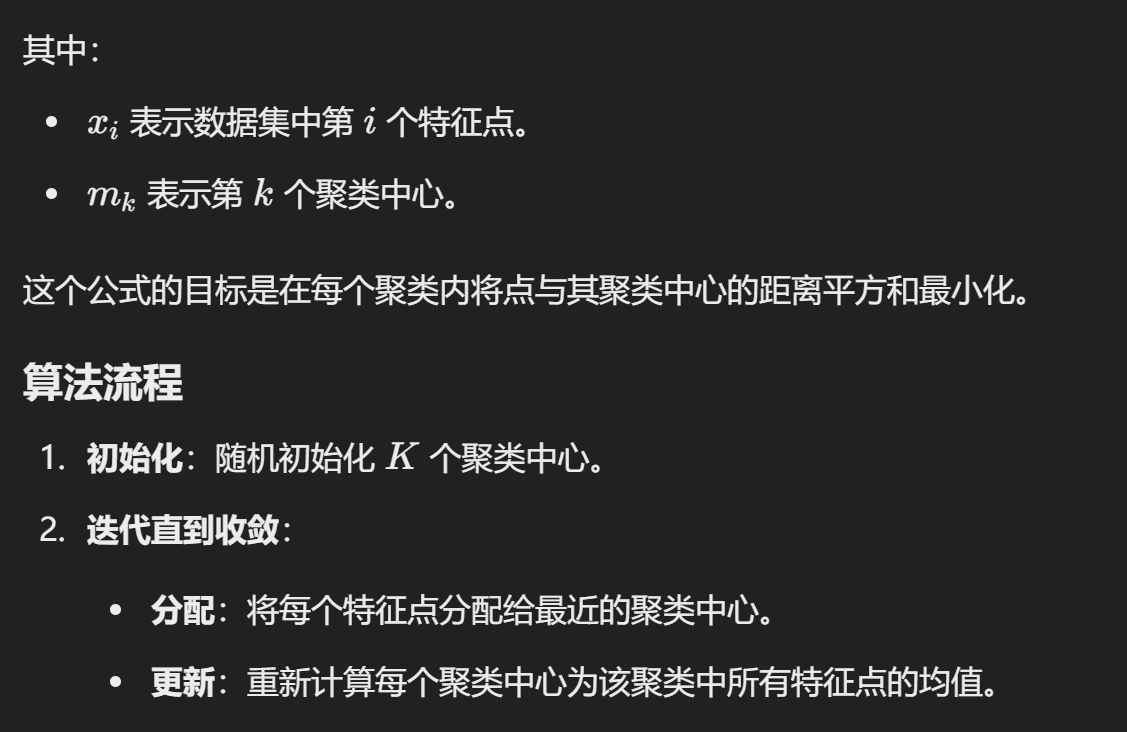 其中：
• xᵢ 表示数据集中第 i 个特征点。
• mₖ 表示第 k 个聚类中心。
这个公式的目标是在每个聚类内将点与其聚类中心的距离平方和最小化。
算法流程
1. 初始化：随机初始化 K 个聚类中心。
2. 迭代直到收敛：
• 分配：将每个特征点分配给最近的聚类中心。
• 更新：重新计算每个聚类中心为该聚类中所有特征点的均值。